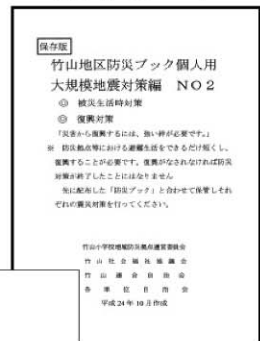 保存版
竹山地区防災ブック個人用
大規模地震対策編 NO2
◎ 被災生活時対策
◎ 復興対策
「災害から復興するには、強い絆が必要です。」
※ 防災拠点等における避難生活をできるだけ短くし、
復興することが必要です。復興がなされなければ防災
対策が終了したことにはなりません
先に配布した「防災ブック」と合わせて保管しそれ
ぞれの震災対策を行ってください。
竹山小学校地域防災拠点運営委員会
竹山社会福祉協議会
竹山連合自治会
各単位自治会
平成24年10月作成